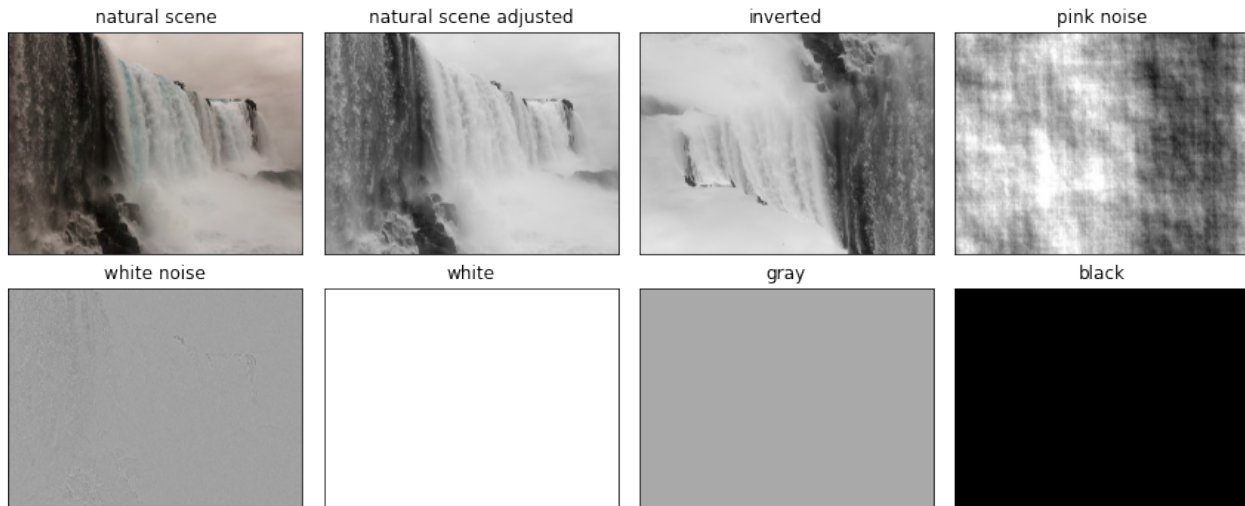 natural scene
natural scene adjusted
inverted
pink noise
white noise
white
gray
black